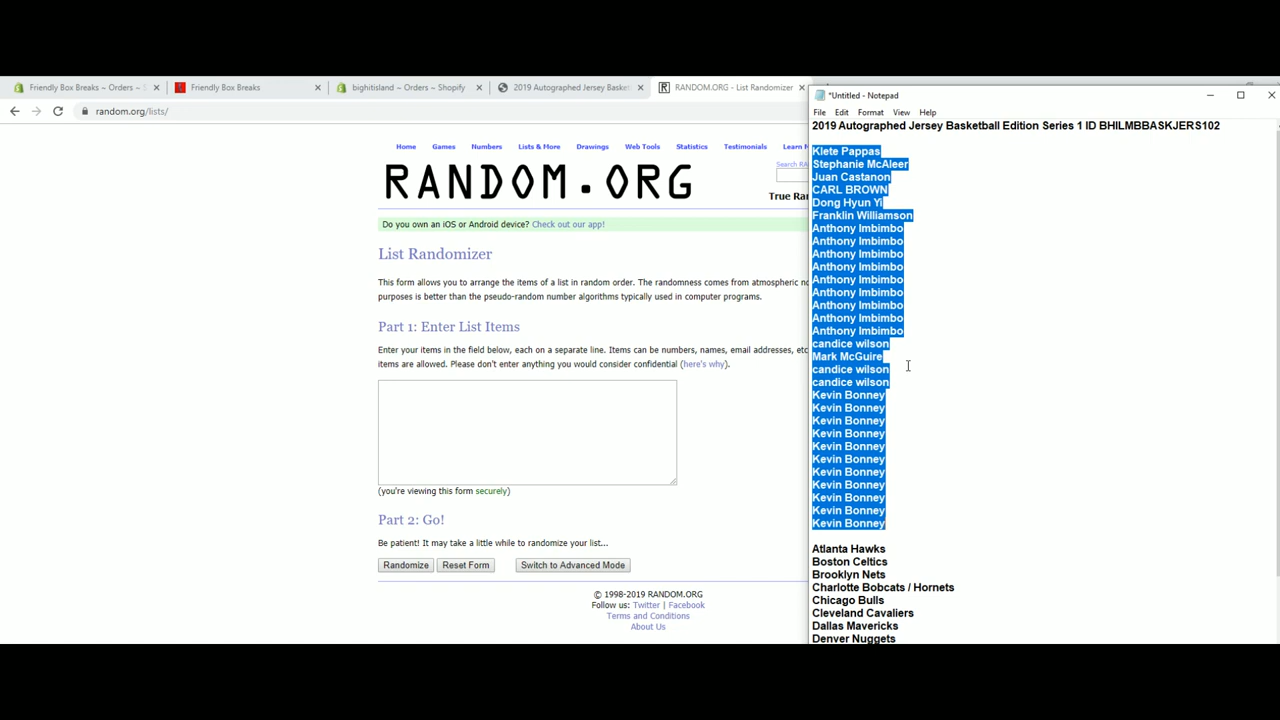 Friendly Box Breaks ~ Orders ~ S
Friendly Box Breaks
bighitisland ~ Orders ~ Shopify
2019 Autographed Jersey Basket
RANDOM.ORG - List Randomizer
random.org/lists/
Home Games Numbers Lists & More Drawings Web Tools Statistics Testimonials Learn
RANDOM.ORG
Search RA
True Ra
Do you own an iOS or Android device? Check out our app!
List Randomizer
This form allows you to arrange the items of a list in random order. The randomness comes from atmospheric no
purposes is better than the pseudo-random number algorithms typically used in computer programs.
Part 1: Enter List Items
Enter your items in the field below, each on a separate line. Items can be numbers, names, email addresses, etc
items are allowed. Please don't enter anything you would consider confidential (here's why).
(you're viewing this form securely)
Part 2: Go!
Be patient! It may take a little while to randomize your list...
Randomize Reset Form Switch to Advanced Mode
© 1998-2019 RANDOM.ORG
Follow us: Twitter | Facebook
Terms and Conditions
About Us
*Untitled - Notepad
File Edit Format View Help
2019 Autographed Jersey Basketball Edition Series 1 ID BHILMBBASKJERS102
Klete Pappas
Stephanie McAleer
Juan Castanon
CARL BROWN
Dong Hyun Yi
Franklin Williamson
Anthony Imbimbo
Anthony Imbimbo
Anthony Imbimbo
Anthony Imbimbo
Anthony Imbimbo
Anthony Imbimbo
Anthony Imbimbo
Anthony Imbimbo
Anthony Imbimbo
candice wilson
Mark McGuire
candice wilson
candice wilson
Kevin Bonney
Kevin Bonney
Kevin Bonney
Kevin Bonney
Kevin Bonney
Kevin Bonney
Kevin Bonney
Kevin Bonney
Kevin Bonney
Kevin Bonney
Kevin Bonney
Atlanta Hawks
Boston Celtics
Brooklyn Nets
Charlotte Bobcats / Hornets
Chicago Bulls
Cleveland Cavaliers
Dallas Mavericks
Denver Nuggets